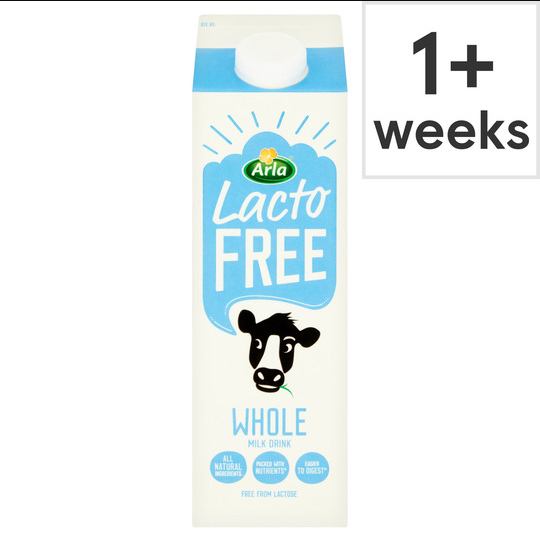 1+
weeks
Arla
Lacto
FREE
WHOLE
MILK DRINK
ALL
NATURAL
INGREDIENTS
PACKED WITH
NUTRIENTS*
EASIER
TO DIGEST*
FREE FROM LACTOSE